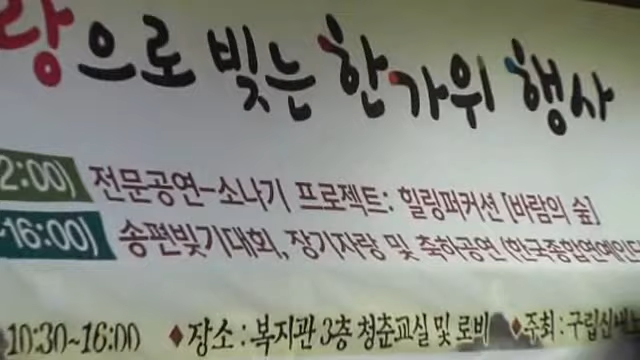 랑으로 빚는 한가위 행사
2:00) 전문공연-소나기 프로젝트: 힐링퍼커션 [바람의 숲]
-16:00) 송편빚기대회, 장기자랑 및 축하공연 (한국종합연예인
10:30~16:00 ♦장소 : 복지관 3층 청춘교실 및 로비 ♦주최 : 구립신내